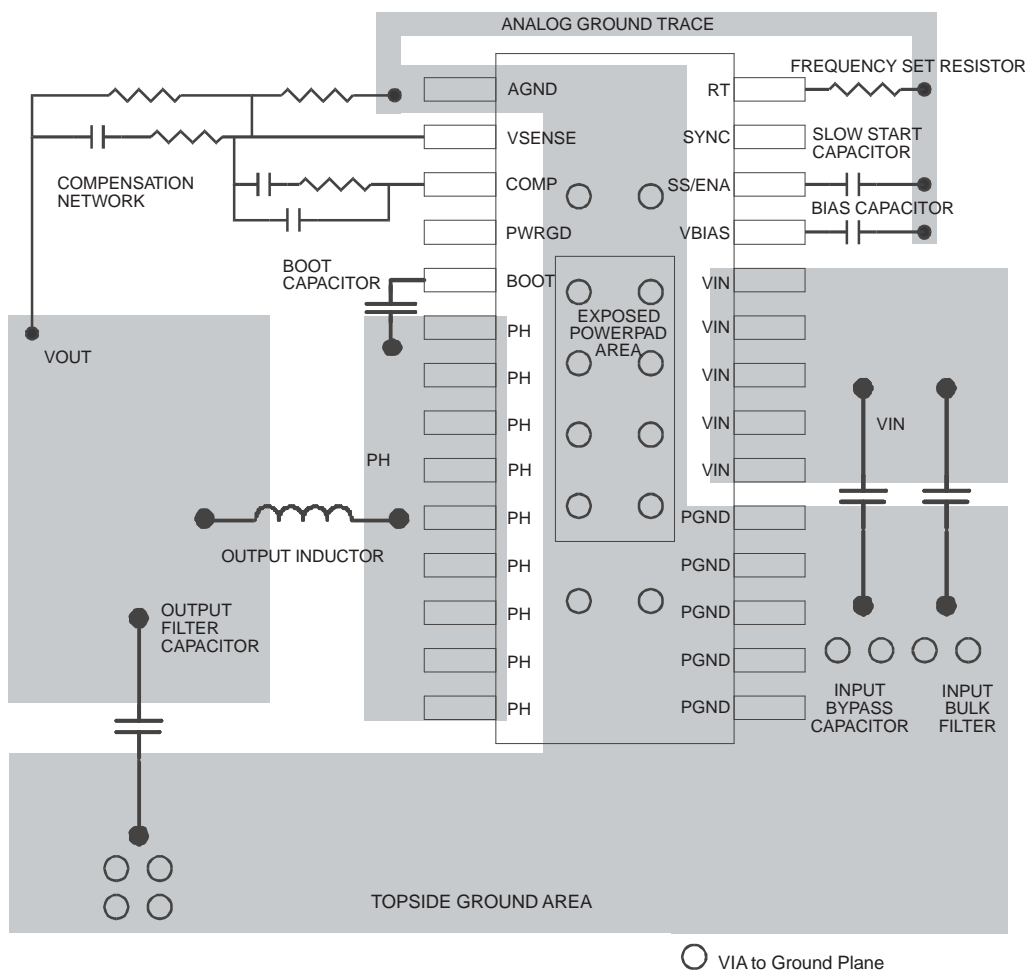 ANALOG GROUND TRACE
FREQUENCY SET RESISTOR
AGND
RT
VSENSE
SYNC
SLOW START
CAPACITOR
COMPENSATION
NETWORK
COMP
SS/ENA
BIAS CAPACITOR
PWRGD
VBIAS
BOOT
CAPACITOR
BOOT
VIN
EXPOSED
POWERPAD
AREA
PH
VIN
VOUT
PH
VIN
PH
VIN
VIN
PH
PH
VIN
PH
PGND
OUTPUT INDUCTOR
PH
PGND
OUTPUT
FILTER
CAPACITOR
PH
PGND
PH
PGND
PH
PGND
INPUT
BYPASS
CAPACITOR
INPUT
BULK
FILTER
TOPSIDE GROUND AREA
VIA to Ground Plane